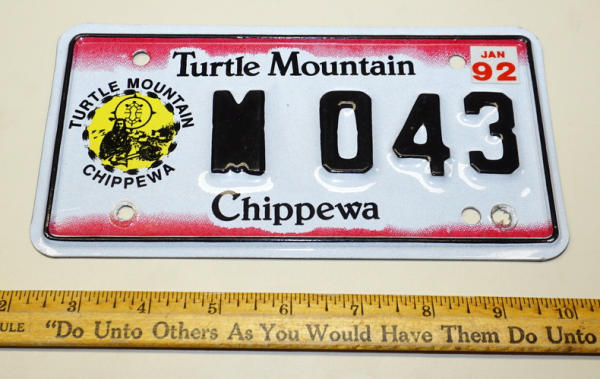 Turtle Mountain
JAN
92
TURTLE MOUNTAIN
CHIPPEWA
M 043
Chippewa
2 3 4 5 6 7 8 9 10
ULE "Do Unto Others As You Would Have Them Do Unto